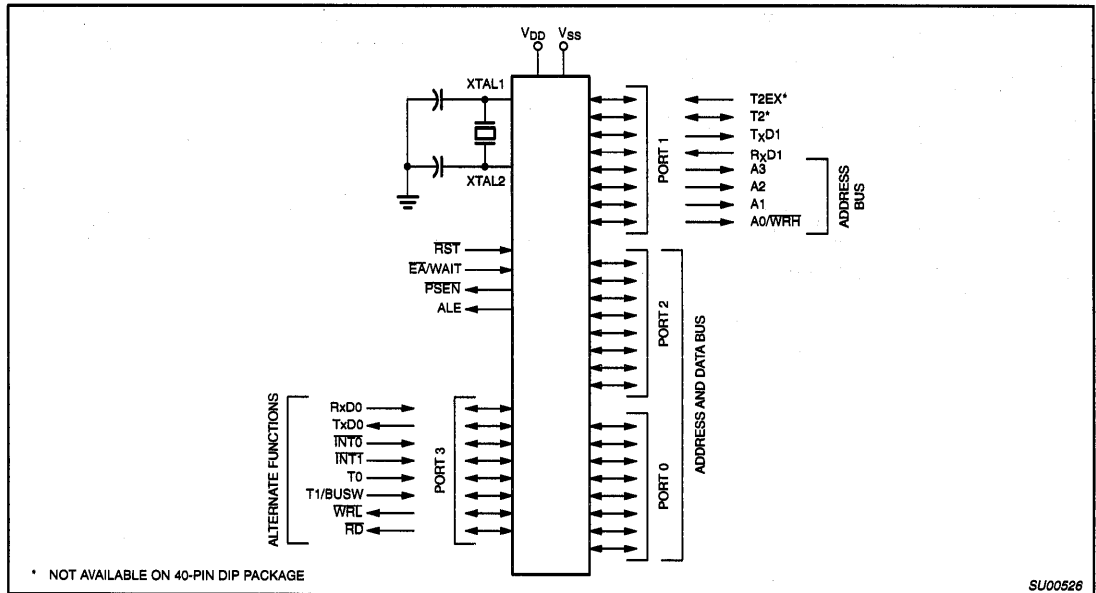 VDD VSS
XTAL1
XTAL2
RST
EA/WAIT
PSEN
ALE
PORT 1
T2EX*
T2*
TXD1
RXD1
A3
A2
A1
A0/WRH
ADDRESS
BUS
PORT 2
PORT 0
ADDRESS AND DATA BUS
ALTERNATE FUNCTIONS
RxD0
TxD0
INT0
INT1
T0
T1/BUSW
WRL
RD
PORT 3
* NOT AVAILABLE ON 40-PIN DIP PACKAGE
SU00526